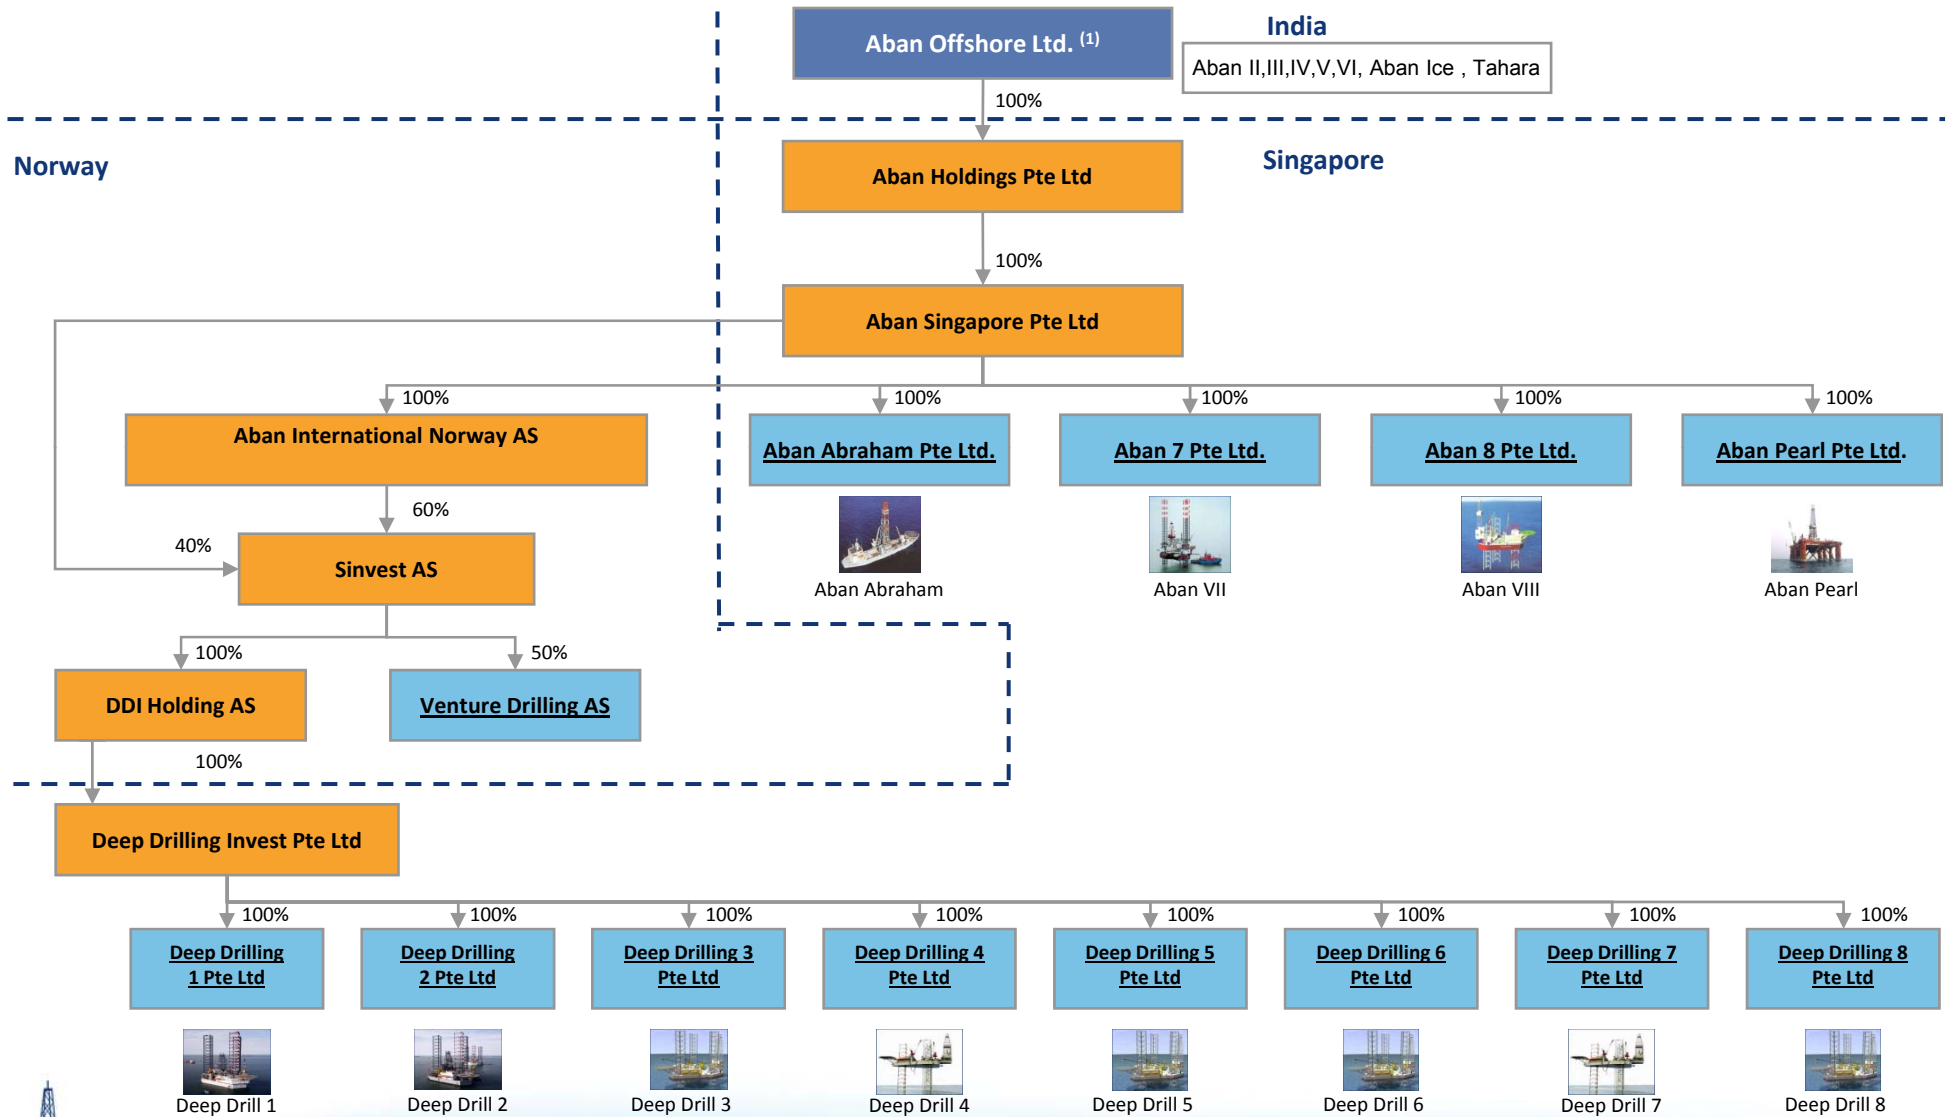 Aban Offshore Ltd. (1)
India
Aban II,III,IV,V,VI, Aban Ice , Tahara
100%
Norway
Singapore
Aban Holdings Pte Ltd
100%
Aban Singapore Pte Ltd
100%
100%
100%
100%
100%
Aban International Norway AS
Aban Abraham Pte Ltd.
Aban 7 Pte Ltd.
Aban 8 Pte Ltd.
Aban Pearl Pte Ltd.
60%
40%
Sinvest AS
Aban Abraham
Aban VII
Aban VIII
Aban Pearl
100%
50%
DDI Holding AS
Venture Drilling AS
100%
Deep Drilling Invest Pte Ltd
100%
100%
100%
100%
100%
100%
100%
100%
Deep Drilling
1 Pte Ltd
Deep Drilling
2 Pte Ltd
Deep Drilling 3
Pte Ltd
Deep Drilling 4
Pte Ltd
Deep Drilling 5
Pte Ltd
Deep Drilling 6
Pte Ltd
Deep Drilling 7
Pte Ltd
Deep Drilling 8
Pte Ltd
Deep Drill 1
Deep Drill 2
Deep Drill 3
Deep Drill 4
Deep Drill 5
Deep Drill 6
Deep Drill 7
Deep Drill 8